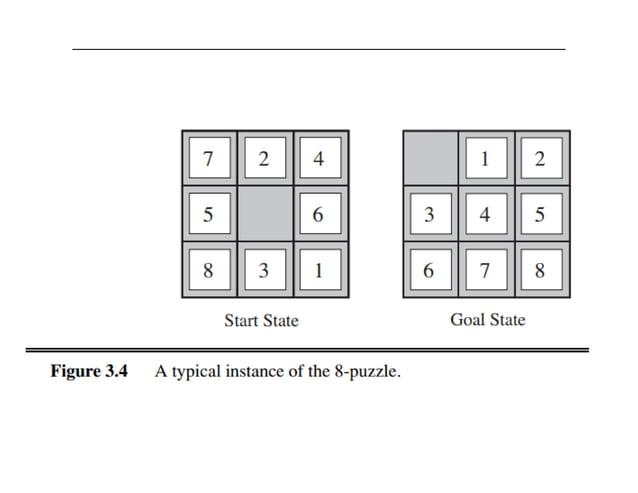 7 2 4 1 2
5 6 3 4 5
8 3 1 6 7 8
Start State Goal State
Figure 3.4 A typical instance of the 8-puzzle.